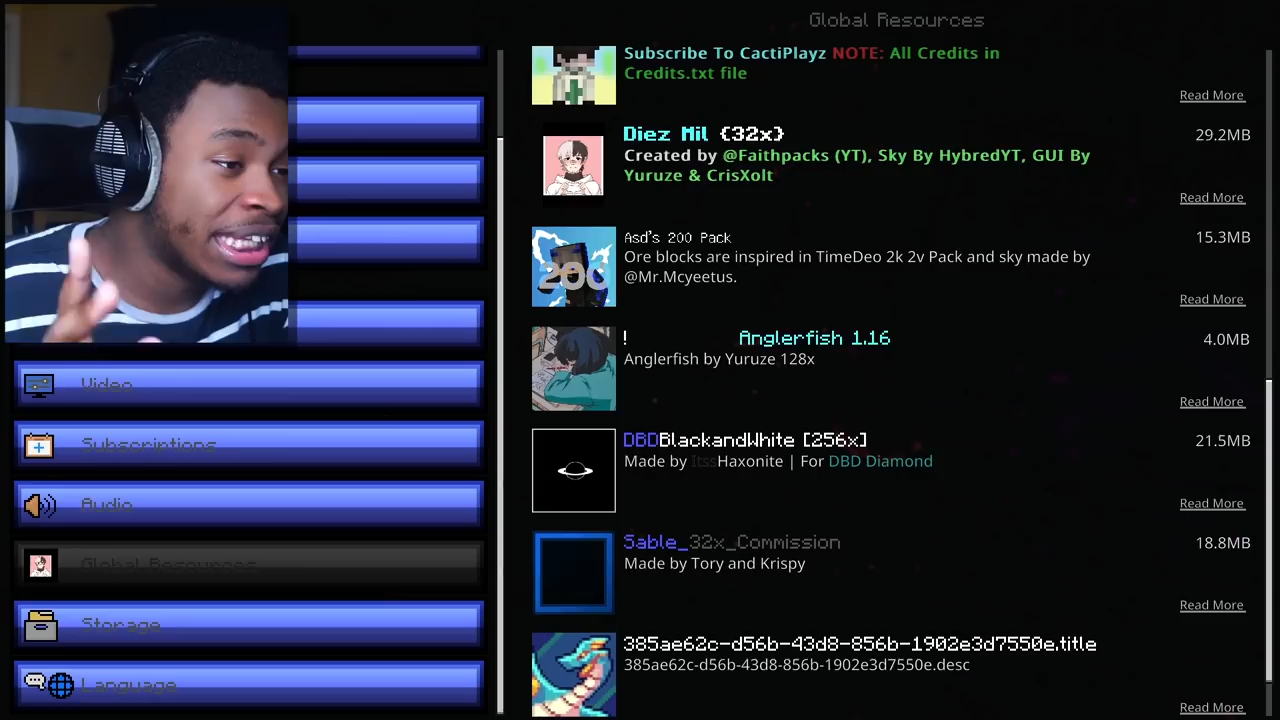 Global Resources
Subscribe To CactiPlayz NOTE: All Credits in
Credits.txt file
Read More
Diez Mil {32x}
29.2MB
Created by @Faithpacks (YT), Sky By HybredYT, GUI By
Yuruze & CrisXolt
Read More
Asd's 200 Pack
15.3MB
Ore blocks are inspired in TimeDeo 2k 2v Pack and sky made by
@Mr.Mcyeetus.
200
Read More
! Anglerfish 1.16
4.0MB
Anglerfish by Yuruze 128x
Read More
DBDBlackandWhite [256x]
21.5MB
Made by ItssHaxonite | For DBD Diamond
Read More
Sable_32x_Commission
18.8MB
Made by Tory and Krispy
Read More
385ae62c-d56b-43d8-856b-1902e3d7550e.title
385ae62c-d56b-43d8-856b-1902e3d7550e.desc
Read More
Video
Subscriptions
Audio
Global Resources
Storage
Language